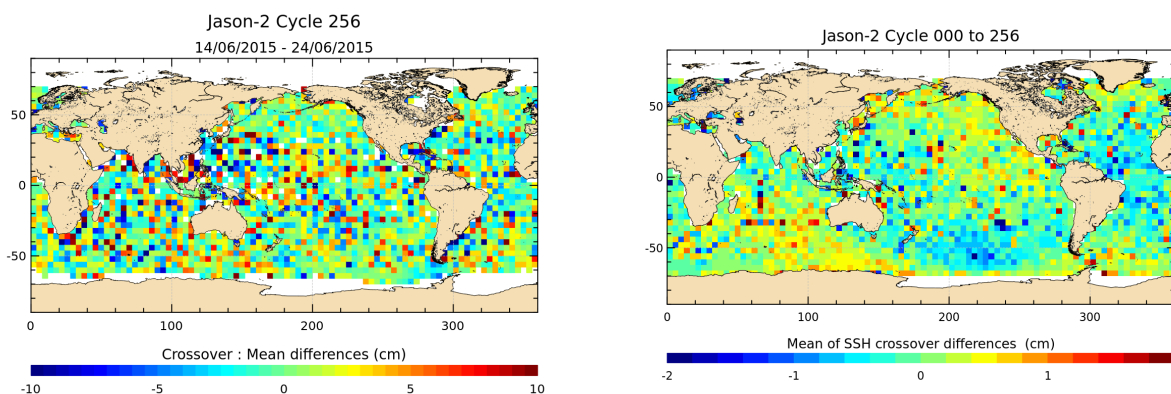 Jason-2 Cycle 256
14/06/2015 - 24/06/2015
50
0
-50
0 100 200 300
Crossover : Mean differences (cm)
-10 -5 0 5 10
Jason-2 Cycle 000 to 256
50
0
-50
0 100 200 300
Mean of SSH crossover differences (cm)
-2 -1 0 1